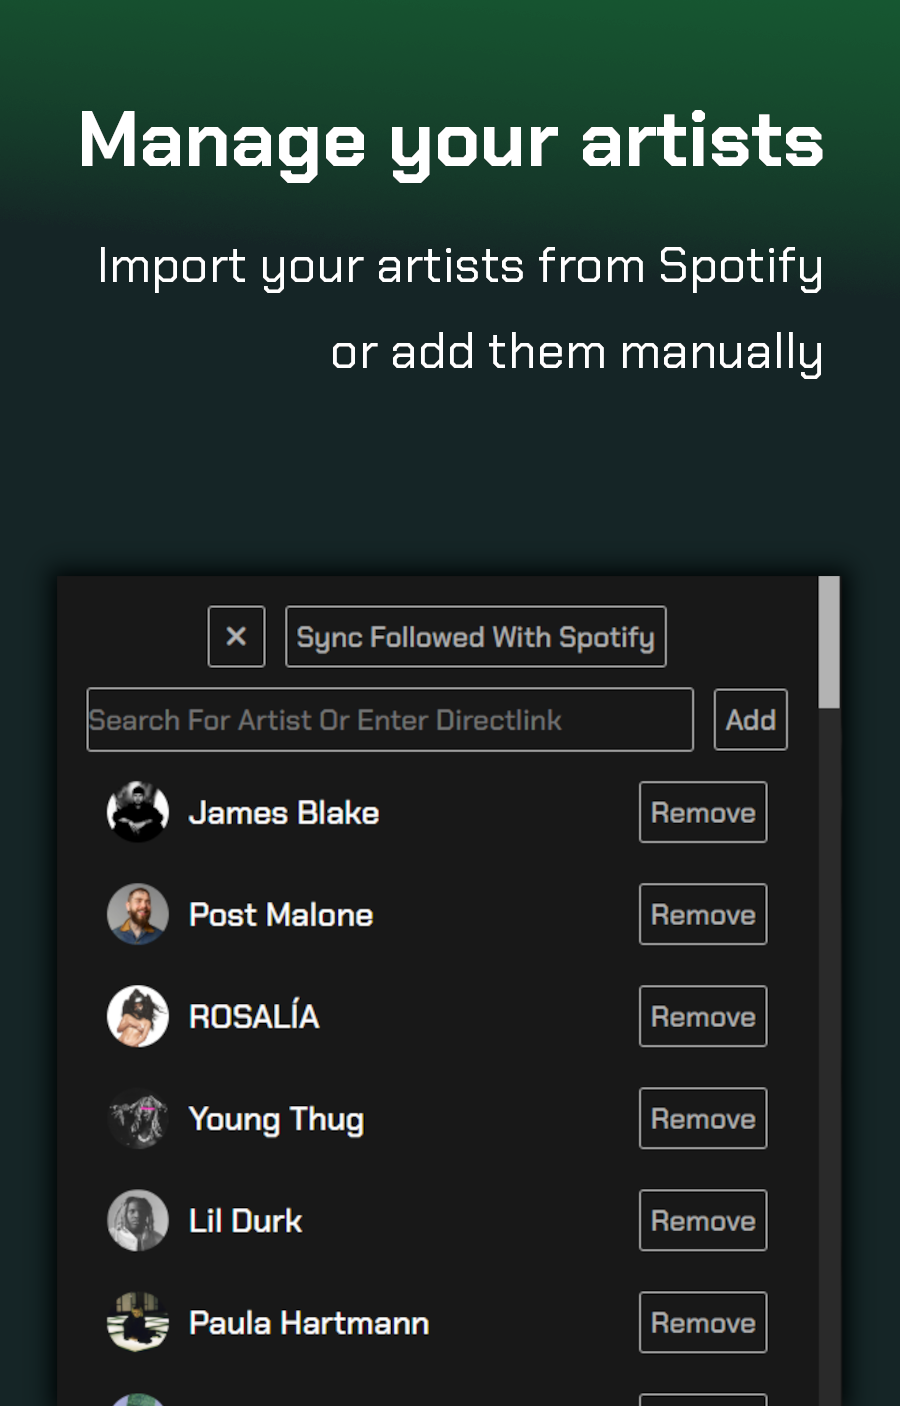 Manage your artists
Import your artists from Spotify
or add them manually
✕ Sync Followed With Spotify
Search For Artist Or Enter Directlink Add
James Blake Remove
Post Malone Remove
ROSALÍA Remove
Young Thug Remove
Lil Durk Remove
Paula Hartmann Remove